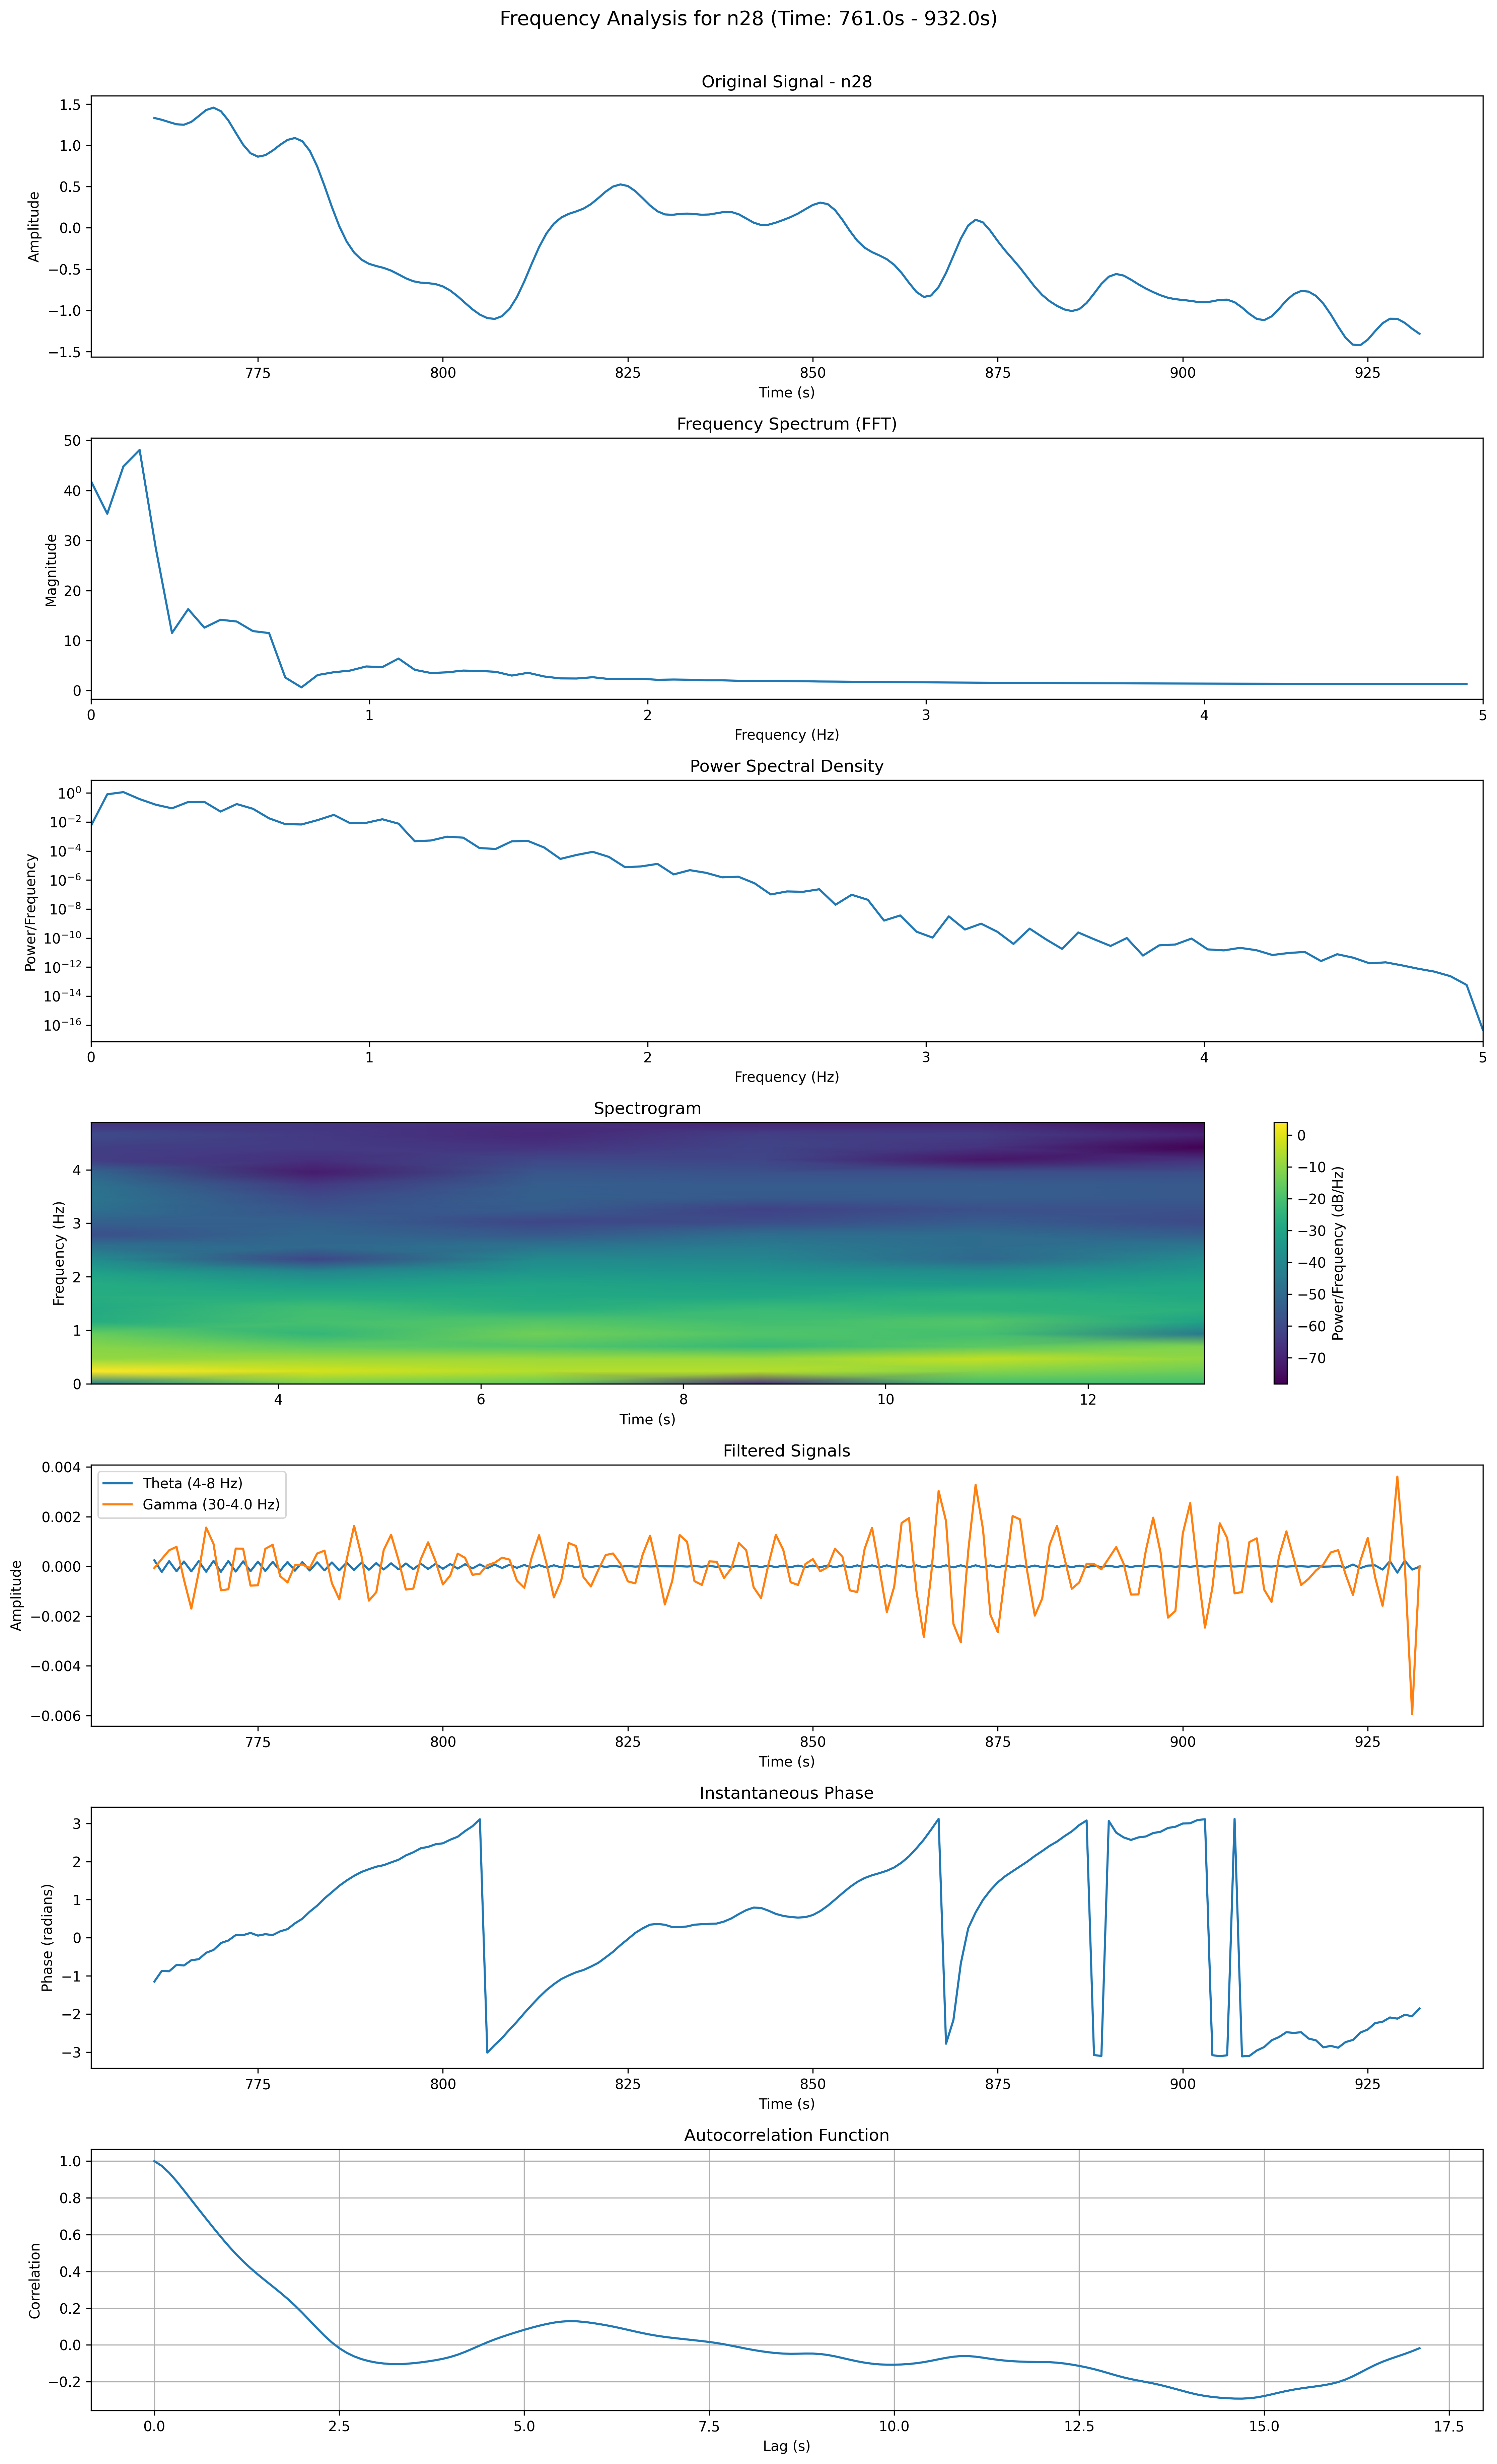 Frequency Analysis for n28 (Time: 761.0s - 932.0s)
Original Signal - n28
1.5
1.0
0.5
0.0
−0.5
−1.0
−1.5
Amplitude
775 800 825 850 875 900 925
Time (s)
Frequency Spectrum (FFT)
50
40
30
20
10
0
Magnitude
0 1 2 3 4 5
Frequency (Hz)
Power Spectral Density
10⁰
10⁻²
10⁻⁴
10⁻⁶
10⁻⁸
10⁻¹⁰
10⁻¹²
10⁻¹⁴
10⁻¹⁶
Power/Frequency
0 1 2 3 4 5
Frequency (Hz)
Spectrogram
4
3
2
1
0
Frequency (Hz)
4 6 8 10 12
Time (s)
0
−10
−20
−30
−40
−50
−60
−70
Power/Frequency (dB/Hz)
Filtered Signals
0.004
0.002
0.000
−0.002
−0.004
−0.006
Amplitude
Theta (4-8 Hz)
Gamma (30-4.0 Hz)
775 800 825 850 875 900 925
Time (s)
Instantaneous Phase
3
2
1
0
−1
−2
−3
Phase (radians)
775 800 825 850 875 900 925
Time (s)
Autocorrelation Function
1.0
0.8
0.6
0.4
0.2
0.0
−0.2
Correlation
0.0 2.5 5.0 7.5 10.0 12.5 15.0 17.5
Lag (s)